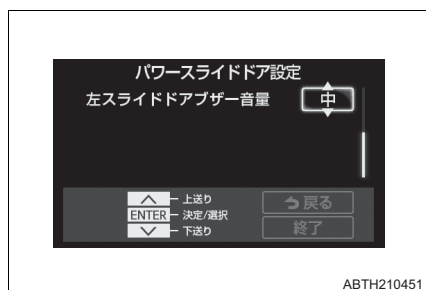 パワースライドドア設定
左スライドドアブザー音量 中
上送り
ENTER 決定/選択
下送り
戻る
終了
ABTH210451